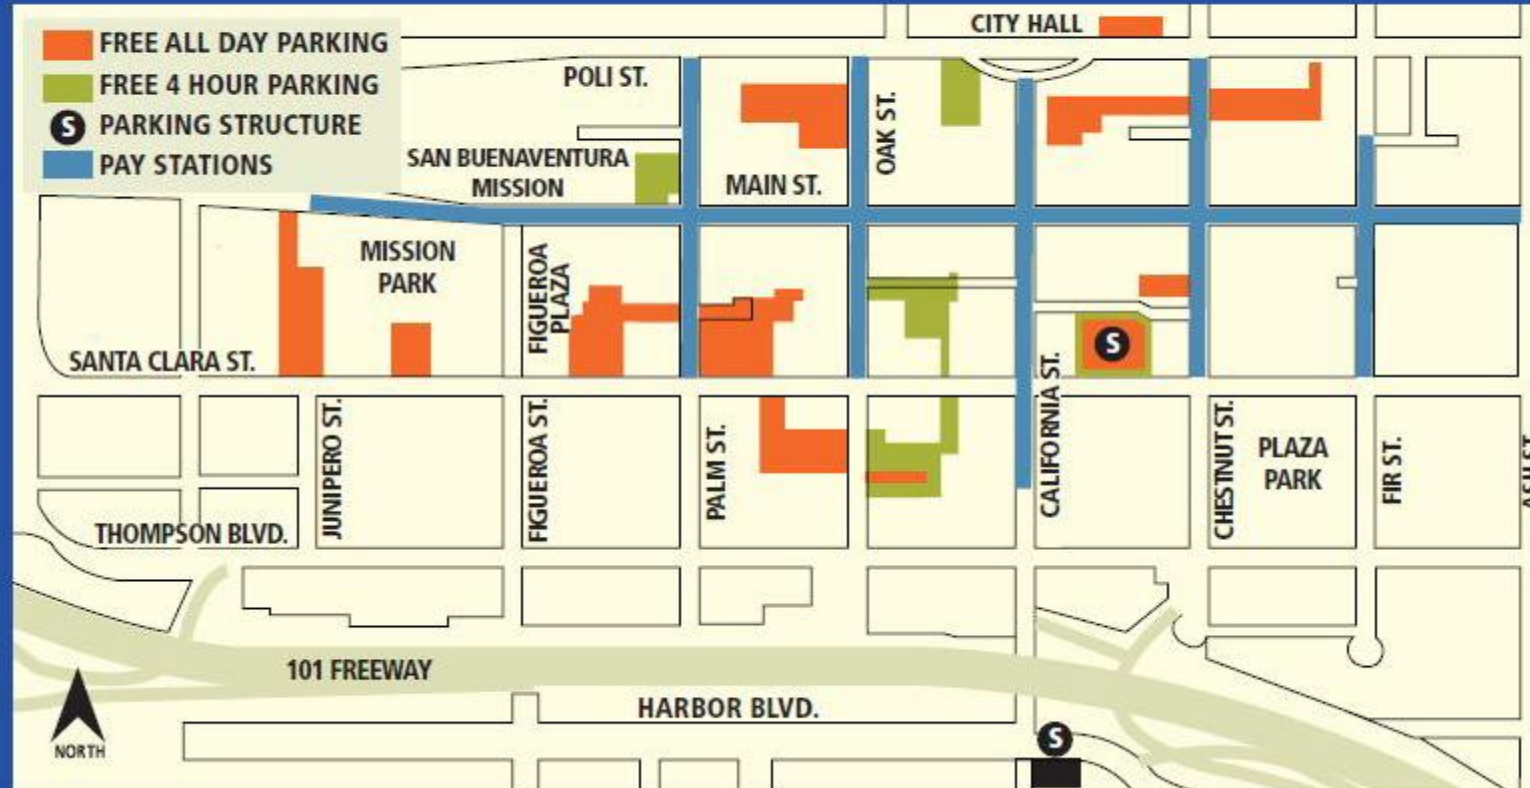 FREE ALL DAY PARKING
FREE 4 HOUR PARKING
S PARKING STRUCTURE
PAY STATIONS
CITY HALL
POLI ST.
OAK ST.
SAN BUENAVENTURA
MISSION
MAIN ST.
MISSION
PARK
FIGUEROA
PLAZA
S
SANTA CLARA ST.
JUNIPERO ST.
FIGUEROA ST.
PALM ST.
CALIFORNIA ST.
CHESTNUT ST.
PLAZA
PARK
FIR ST.
THOMPSON BLVD.
101 FREEWAY
HARBOR BLVD.
S
NORTH